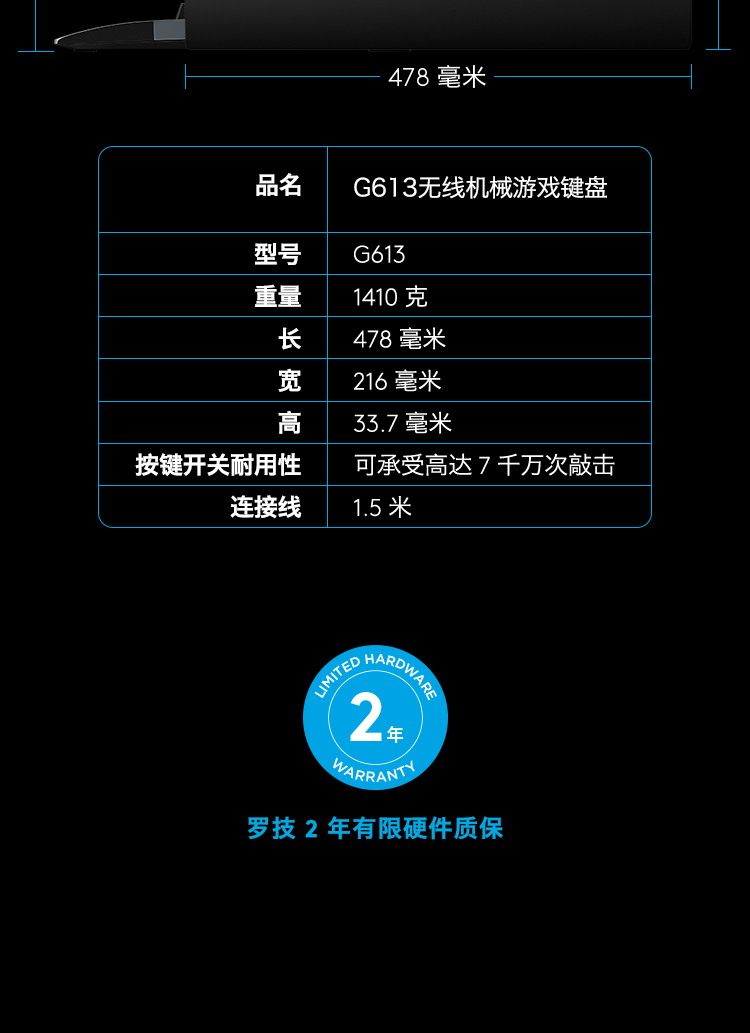 478 毫米
品名 G613无线机械游戏键盘
型号 G613
重量 1410 克
长 478 毫米
宽 216 毫米
高 33.7 毫米
按键开关耐用性 可承受高达 7 千万次敲击
连接线 1.5 米
LIMITED HARDWARE
2年
WARRANTY
罗技 2 年有限硬件质保